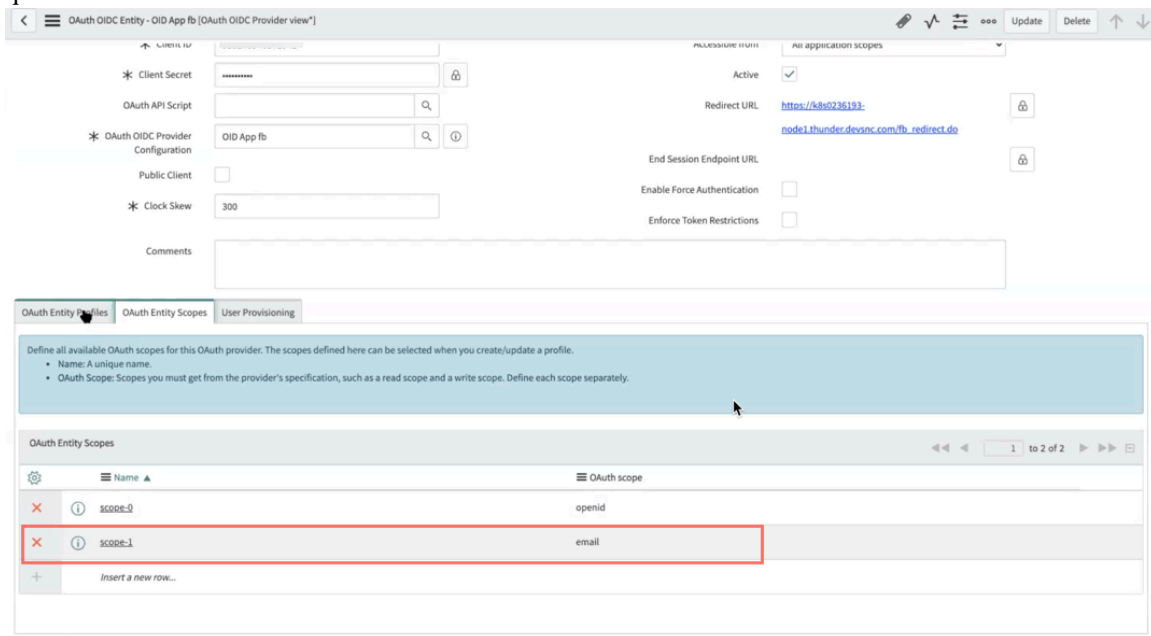 OAuth OIDC Entity - OID App fb [OAuth OIDC Provider view*]
Update
Delete
Client ID
Accessible from
All application scopes
Client Secret
••••••••••
Active
OAuth API Script
Redirect URL
https://k8s0236193-
node1.thunder.devsnc.com/fb_redirect.do
OAuth OIDC Provider
Configuration
OID App fb
End Session Endpoint URL
Public Client
Enable Force Authentication
Clock Skew
300
Enforce Token Restrictions
Comments
OAuth Entity Profiles
OAuth Entity Scopes
User Provisioning
Define all available OAuth scopes for this OAuth provider. The scopes defined here can be selected when you create/update a profile.
• Name: A unique name.
• OAuth Scope: Scopes you must get from the provider's specification, such as a read scope and a write scope. Define each scope separately.
OAuth Entity Scopes
1 to 2 of 2
Name ▲
OAuth scope
scope-0
openid
scope-1
email
Insert a new row...